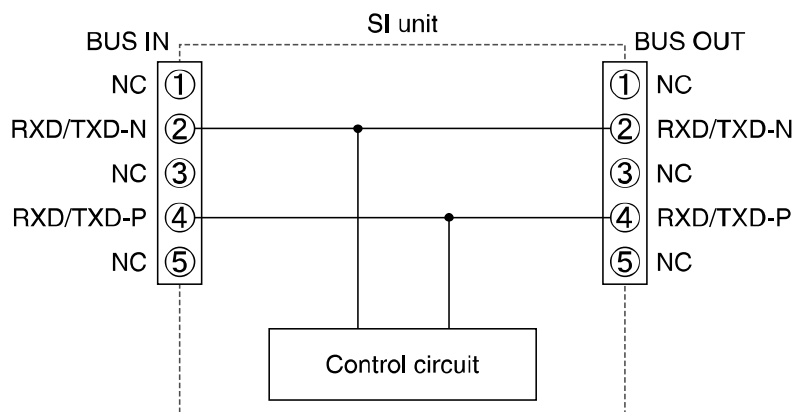 SI unit
BUS IN
BUS OUT
NC ① ① NC
RXD/TXD-N ② ② RXD/TXD-N
NC ③ ③ NC
RXD/TXD-P ④ ④ RXD/TXD-P
NC ⑤ ⑤ NC
Control circuit